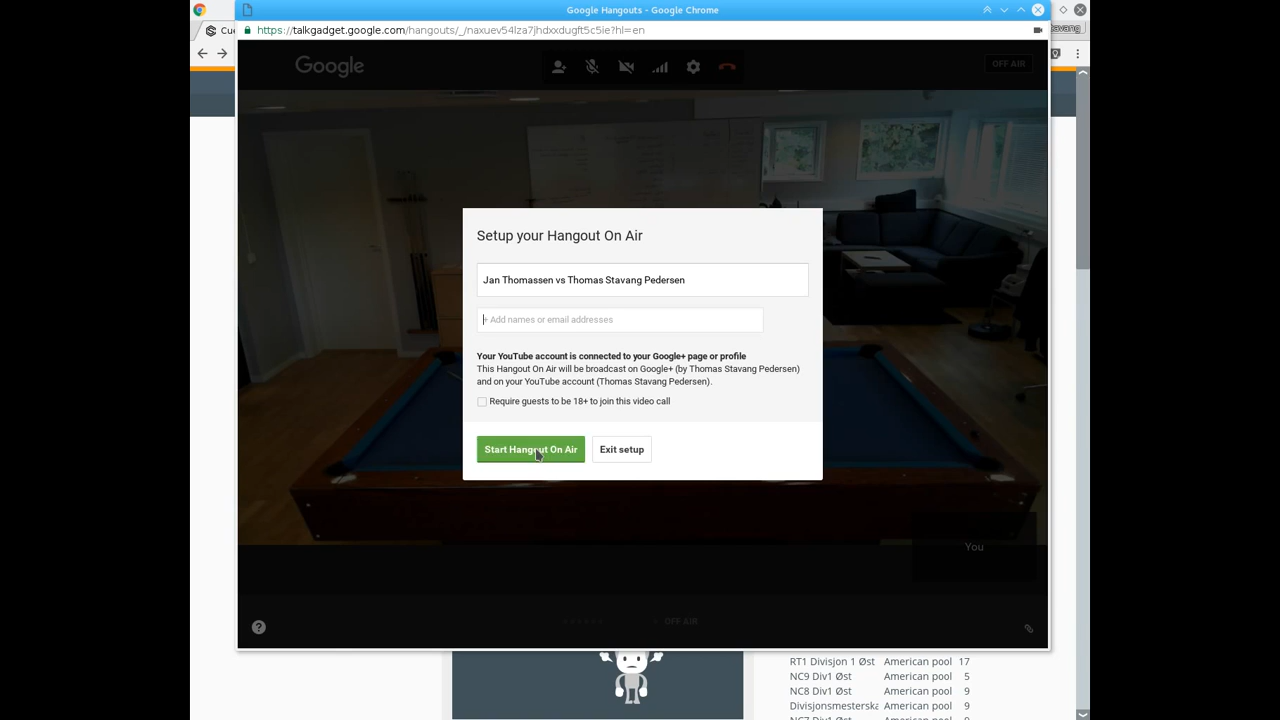 Google Hangouts - Google Chrome
https://talkgadget.google.com/hangouts/_/naxuev54lza7jhdxxdugft5c5ie?hl=en
Google
OFF AIR
Setup your Hangout On Air
Jan Thomassen vs Thomas Stavang Pedersen
+ Add names or email addresses
Your YouTube account is connected to your Google+ page or profile
This Hangout On Air will be broadcast on Google+ (by Thomas Stavang Pedersen)
and on your YouTube account (Thomas Stavang Pedersen).
Require guests to be 18+ to join this video call
Start Hangout On Air
Exit setup
You
OFF AIR
RT1 Divisjon 1 Øst American pool 17
NC9 Div1 Øst American pool 5
NC8 Div1 Øst American pool 9
American pool 9